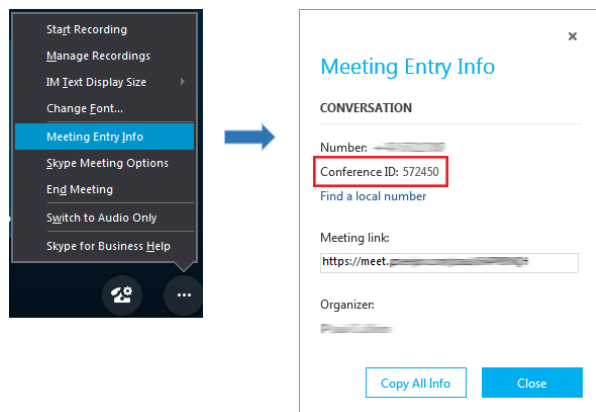 Start Recording
Manage Recordings
IM Text Display Size
Change Font...
Meeting Entry Info
Skype Meeting Options
End Meeting
Switch to Audio Only
Skype for Business Help
Meeting Entry Info
CONVERSATION
Number:
Conference ID: 572450
Find a local number
Meeting link:
https://meet.
Organizer:
Copy All Info
Close